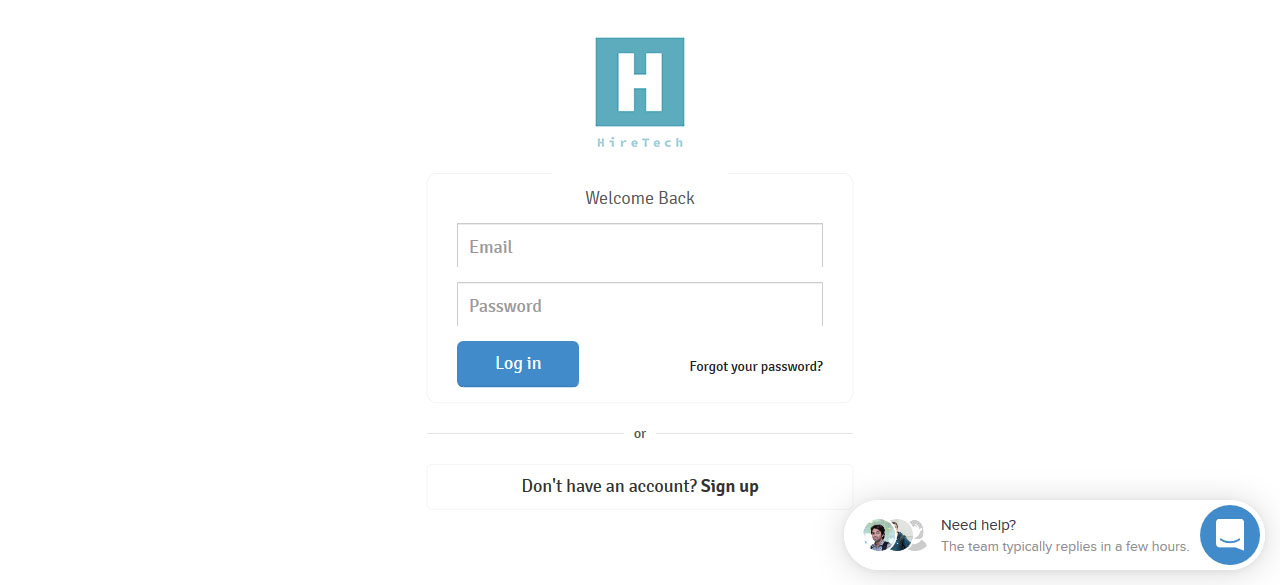 H
HireTech
Welcome Back
Email
Password
Log in
Forgot your password?
or
Don't have an account? Sign up
Need help?
The team typically replies in a few hours.